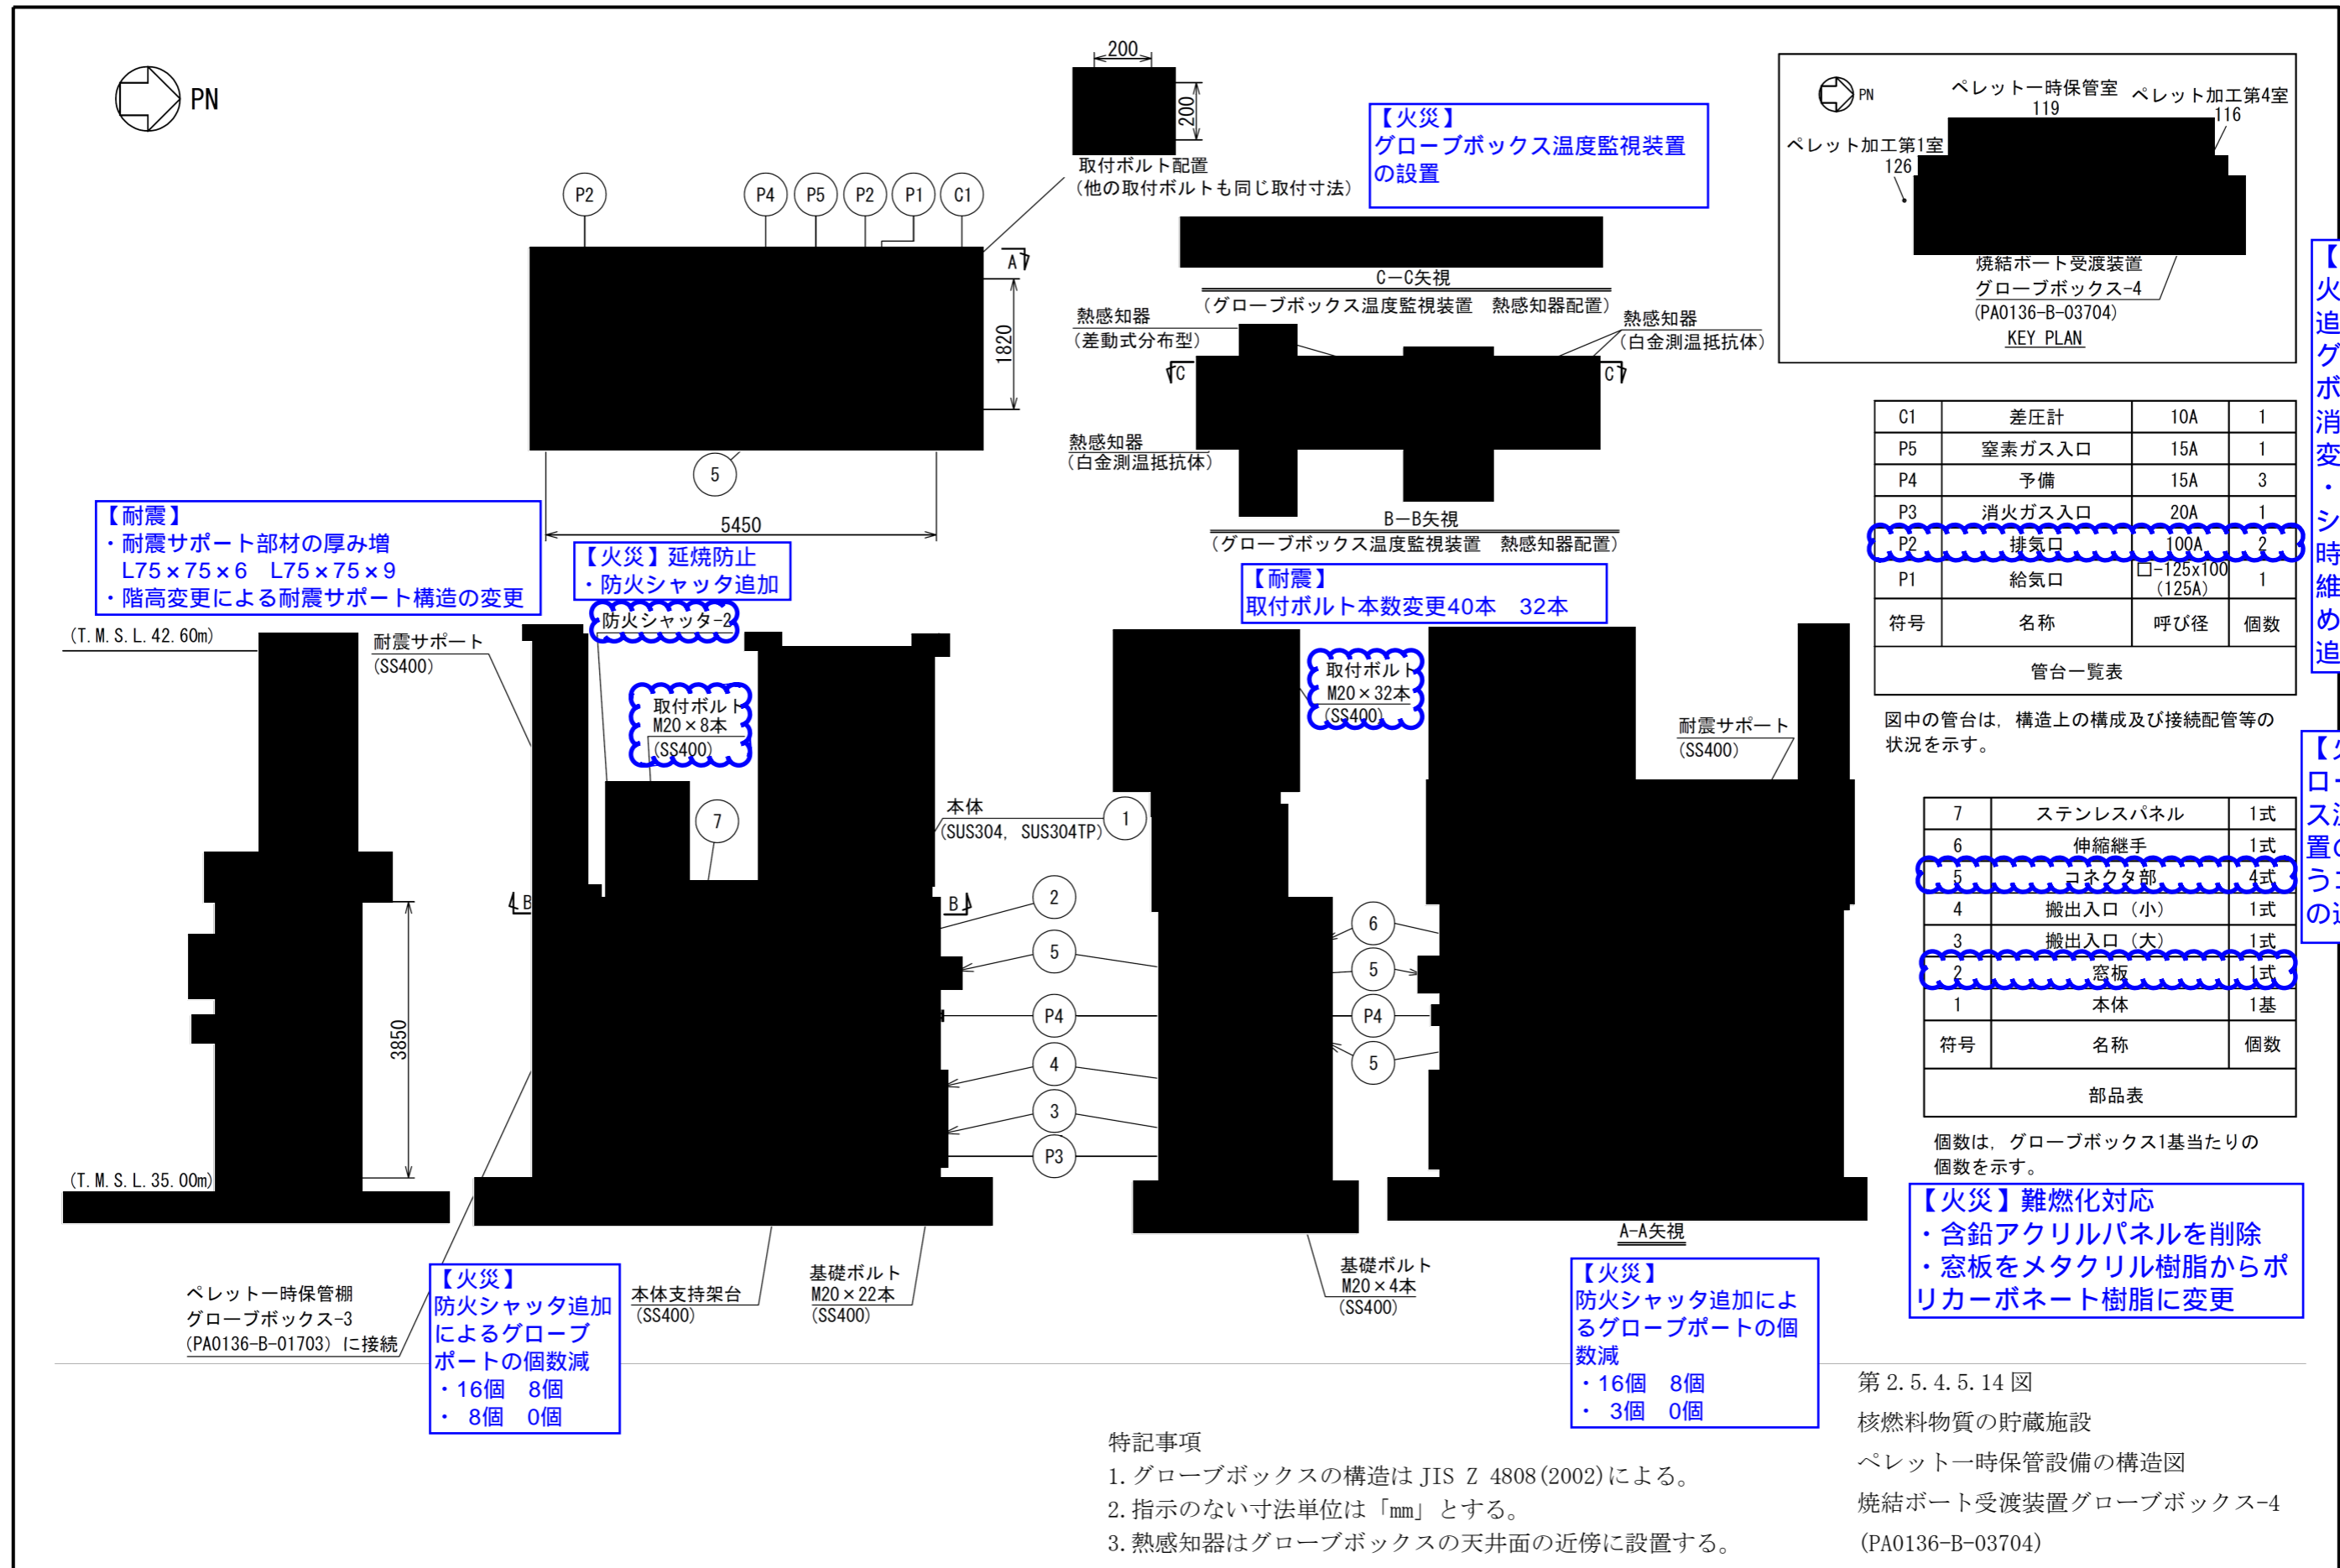 PN
200
200
取付ボルト配置
(他の取付ボルトも同じ取付寸法)
【火災】
グローブボックス温度監視装置
の設置
P2
P4
P5
P2
P1
C1
A
1820
5
5450
C−C矢視
(グローブボックス温度監視装置　熱感知器配置)
熱感知器
(差動式分布型)
熱感知器
(白金測温抵抗体)
C
C
熱感知器
(白金測温抵抗体)
B−B矢視
(グローブボックス温度監視装置　熱感知器配置)
PN
ペレット一時保管室
119
ペレット加工第4室
116
ペレット加工第1室
126
焼結ボート受渡装置
グローブボックス-4
(PA0136-B-03704)
KEY PLAN
【
火
追
グ
ボ
消
変
・
シ
時
維
め
追
C1 差圧計 10A 1
P5 窒素ガス入口 15A 1
P4 予備 15A 3
P3 消火ガス入口 20A 1
P2 排気口 100A 2
P1 給気口 □-125x100
(125A) 1
符号 名称 呼び径 個数
管台一覧表
図中の管台は，構造上の構成及び接続配管等の
状況を示す。
【耐震】
・耐震サポート部材の厚み増
L75×75×6　L75×75×9
・階高変更による耐震サポート構造の変更
【火災】延焼防止
・防火シャッタ追加
防火シャッタ-2
【耐震】
取付ボルト本数変更40本　32本
(T.M.S.L.42.60m)
耐震サポート
(SS400)
取付ボルト
M20×8本
(SS400)
取付ボルト
M20×32本
(SS400)
耐震サポート
(SS400)
7
本体
(SUS304, SUS304TP)
1
B
B
2
5
P4
4
3
P3
6
5
P4
5
3850
(T.M.S.L.35.00m)
7 ステンレスパネル 1式
6 伸縮継手 1式
5 コネクタ部 4式
4 搬出入口（小） 1式
3 搬出入口（大） 1式
2 窓板 1式
1 本体 1基
符号 名称 個数
部品表
個数は，グローブボックス1基当たりの
個数を示す。
ロー
置の
【火災】難燃化対応
・含鉛アクリルパネルを削除
・窓板をメタクリル樹脂からポ
リカーボネート樹脂に変更
A-A矢視
ペレット一時保管棚
グローブボックス-3
(PA0136-B-01703) に接続
【火災】
防火シャッタ追加
によるグローブ
ポートの個数減
・16個　8個
・ 8個　0個
本体支持架台
(SS400)
基礎ボルト
M20×22本
(SS400)
基礎ボルト
M20×4本
(SS400)
【火災】
防火シャッタ追加によ
るグローブポートの個
数減
・16個　8個
・ 3個　0個
特記事項
1. グローブボックスの構造は JIS Z 4808(2002)による。
2. 指示のない寸法単位は「mm」とする。
3. 熱感知器はグローブボックスの天井面の近傍に設置する。
第 2.5.4.5.14 図
核燃料物質の貯蔵施設
ペレット一時保管設備の構造図
焼結ボート受渡装置グローブボックス-4
(PA0136-B-03704)